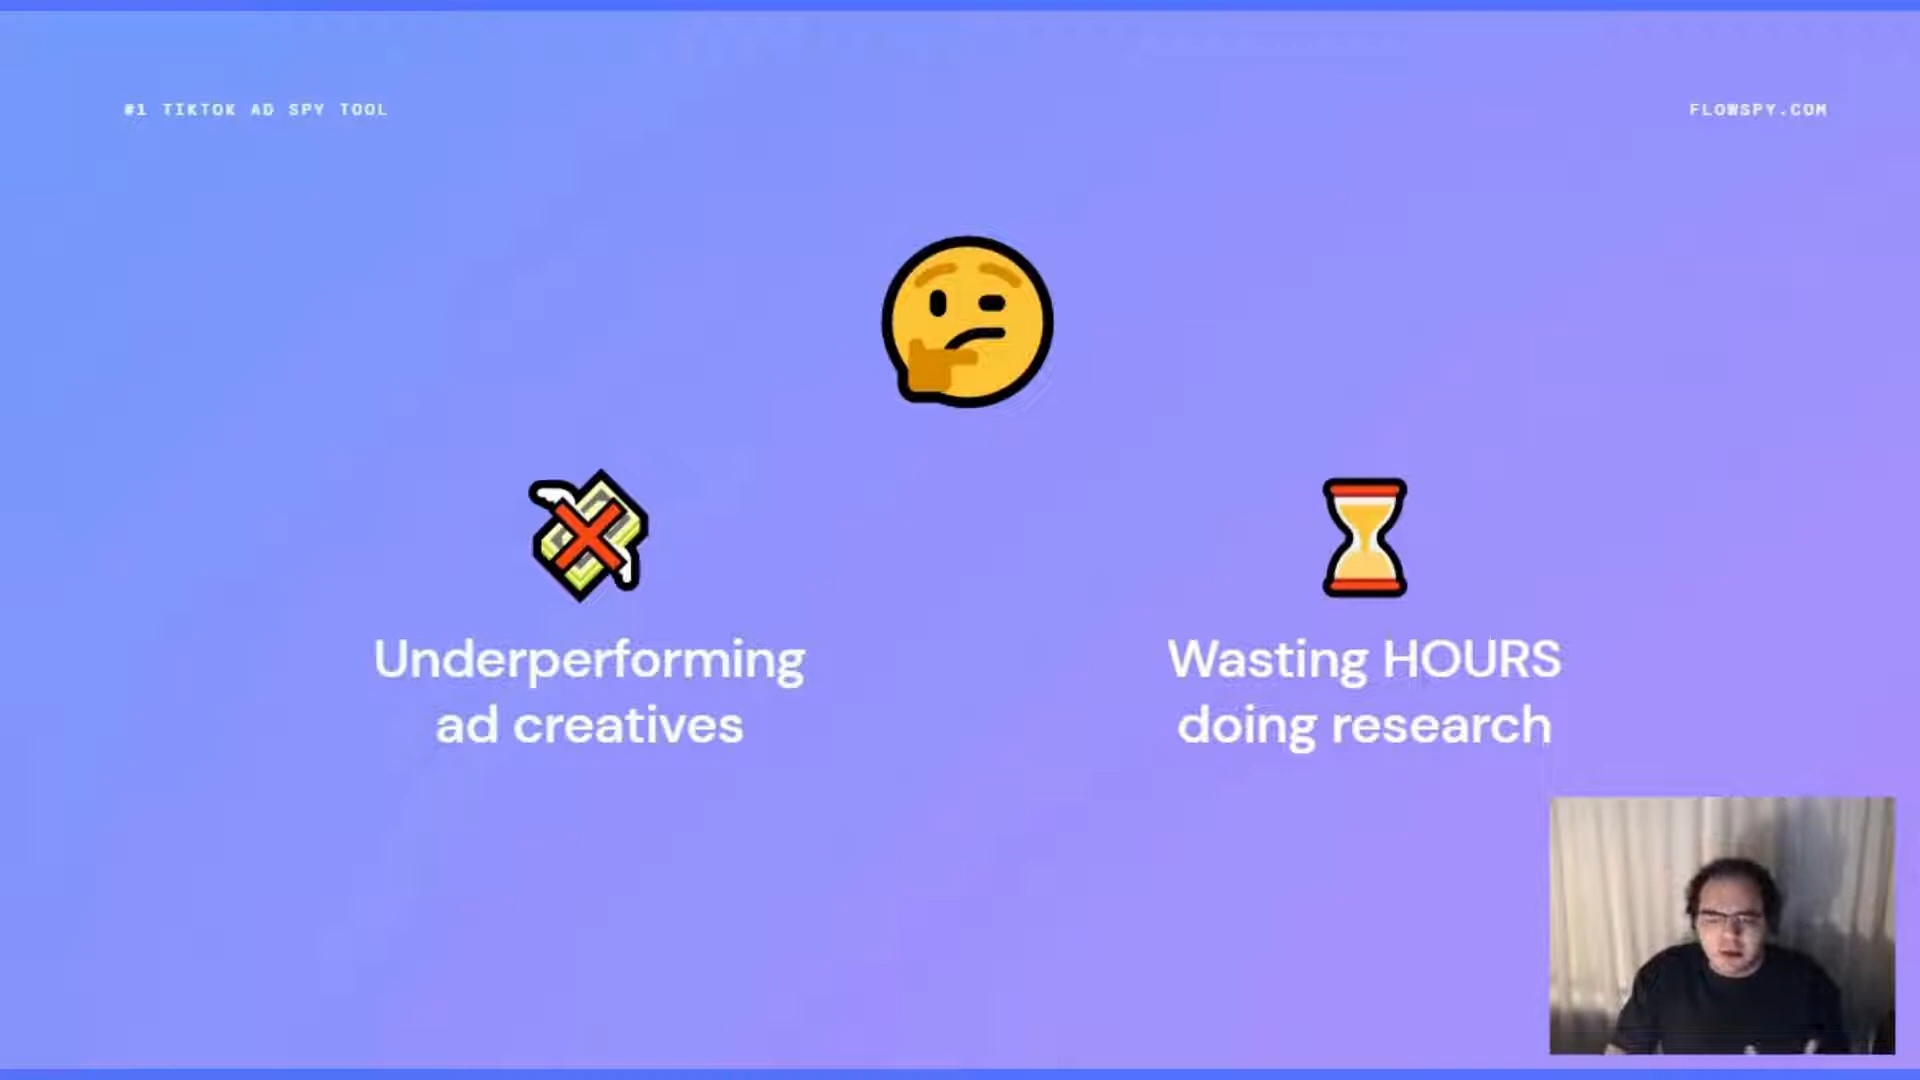 #1 TIKTOK AD SPY TOOL
FLOWSPY.COM
Underperforming
ad creatives
Wasting HOURS
doing research